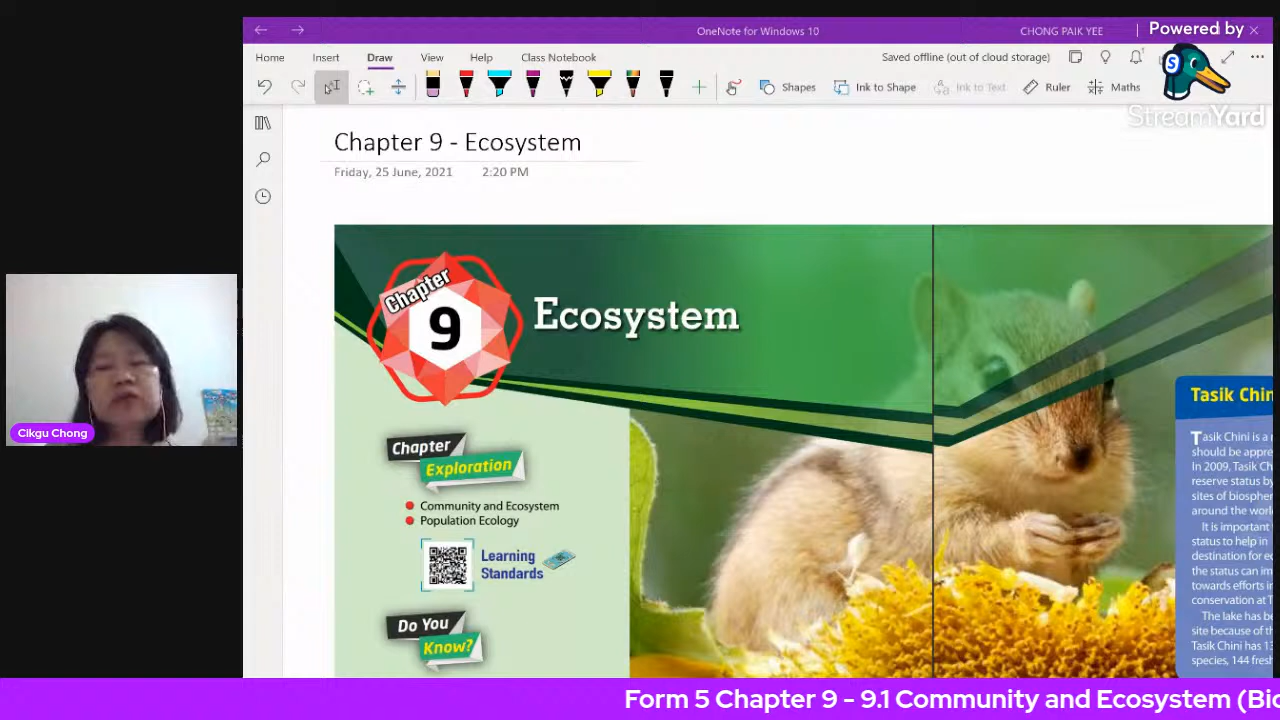 OneNote for Windows 10
CHONG PAIK YEE
Powered by
Home
Insert
Draw
View
Help
Class Notebook
Saved offline (out of cloud storage)
Shapes
Ink to Shape
Ink to Text
Ruler
Maths
StreamYard
Chapter 9 - Ecosystem
Friday, 25 June, 2021
2:20 PM
Chapter
9
Ecosystem
Chapter
Exploration
Community and Ecosystem
Population Ecology
Learning
Standards
Do You
Know?
Tasik Chin
Tasik Chini is a
should be appre
In 2009, Tasik Ch
reserve status by
sites of biospher
around the worl
It is important
status to help in
destination for ec
the status can im
towards efforts in
conservation at T
The lake has be
site because of th
Tasik Chini has 13
species, 144 fresh
Cikgu Chong
Form 5 Chapter 9 - 9.1 Community and Ecosystem (Bio